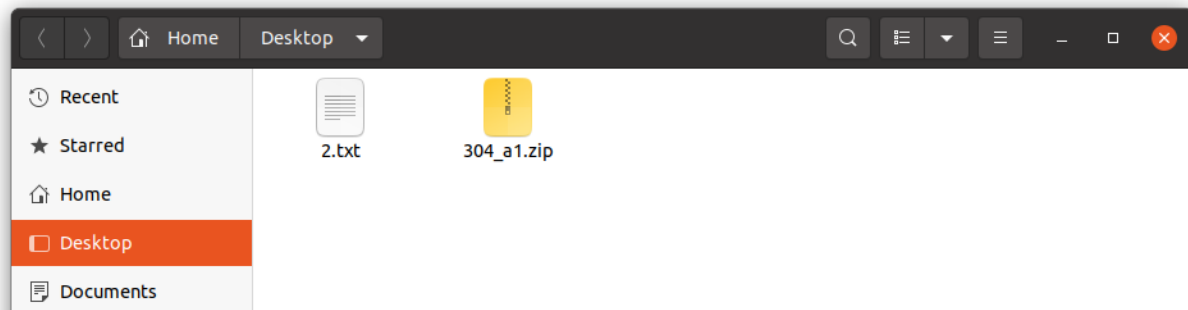 Home Desktop
Recent
Starred
Home
Desktop
Documents
2.txt 304_a1.zip